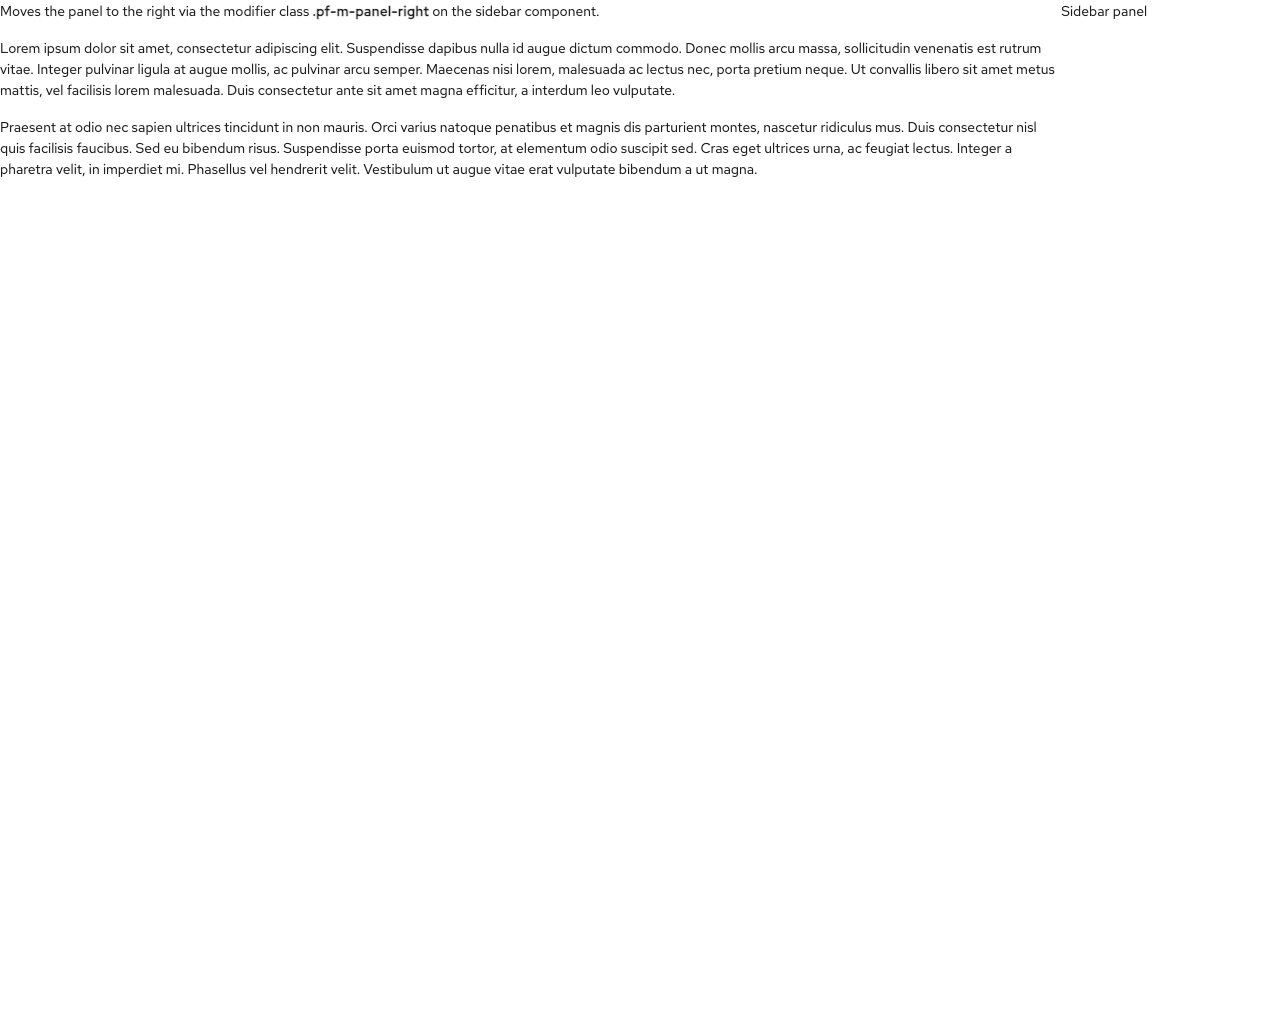 Moves the panel to the right via the modifier class .pf-m-panel-right on the sidebar component.
Lorem ipsum dolor sit amet, consectetur adipiscing elit. Suspendisse dapibus nulla id augue dictum commodo. Donec mollis arcu massa, sollicitudin venenatis est rutrum
vitae. Integer pulvinar ligula at augue mollis, ac pulvinar arcu semper. Maecenas nisi lorem, malesuada ac lectus nec, porta pretium neque. Ut convallis libero sit amet metus
mattis, vel facilisis lorem malesuada. Duis consectetur ante sit amet magna efficitur, a interdum leo vulputate.
Praesent at odio nec sapien ultrices tincidunt in non mauris. Orci varius natoque penatibus et magnis dis parturient montes, nascetur ridiculus mus. Duis consectetur nisl
quis facilisis faucibus. Sed eu bibendum risus. Suspendisse porta euismod tortor, at elementum odio suscipit sed. Cras eget ultrices urna, ac feugiat lectus. Integer a
pharetra velit, in imperdiet mi. Phasellus vel hendrerit velit. Vestibulum ut augue vitae erat vulputate bibendum a ut magna.
Sidebar panel